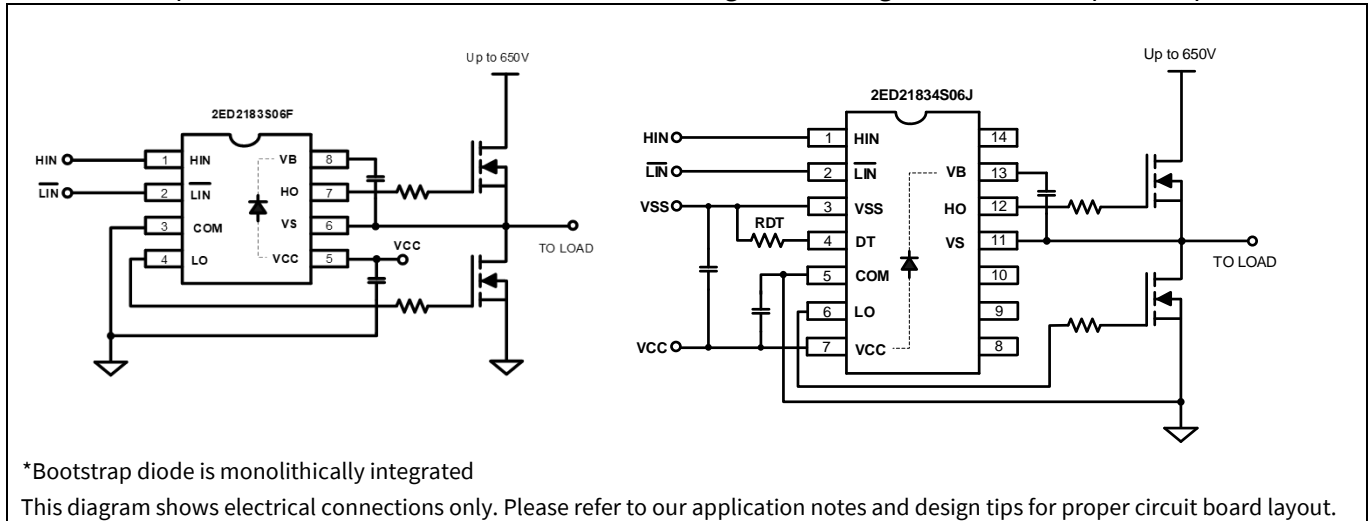 Up to 650V
2ED2183S06F
HIN
LIN
1 HIN
2 LIN
3 COM
4 LO
VB 8
HO 7
VS 6
VCC 5
VCC
TO LOAD
Up to 650V
2ED21834S06J
HIN
LIN
VSS
RDT
VCC
1 HIN
2 LIN
3 VSS
4 DT
5 COM
6 LO
7 VCC
14
VB 13
HO 12
VS 11
10
9
8
TO LOAD
*Bootstrap diode is monolithically integrated
This diagram shows electrical connections only. Please refer to our application notes and design tips for proper circuit board layout.